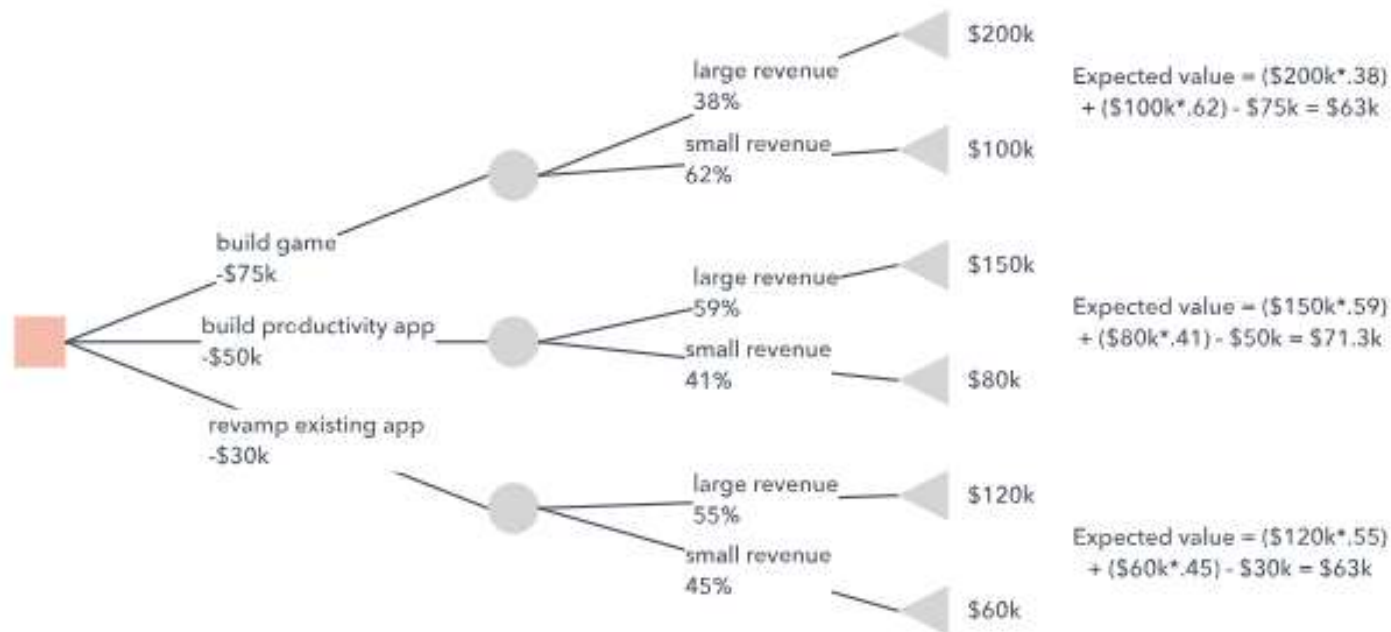 $200k
large revenue
38%
Expected value = ($200k*.38)
+ ($100k*.62) - $75k = $63k
small revenue
62%
$100k
build game
-$75k
large revenue
59%
$150k
Expected value = ($150k*.59)
+ ($80k*.41) - $50k = $71.3k
build productivity app
-$50k
small revenue
41%
$80k
revamp existing app
-$30k
large revenue
55%
$120k
Expected value = ($120k*.55)
+ ($60k*.45) - $30k = $63k
small revenue
45%
$60k